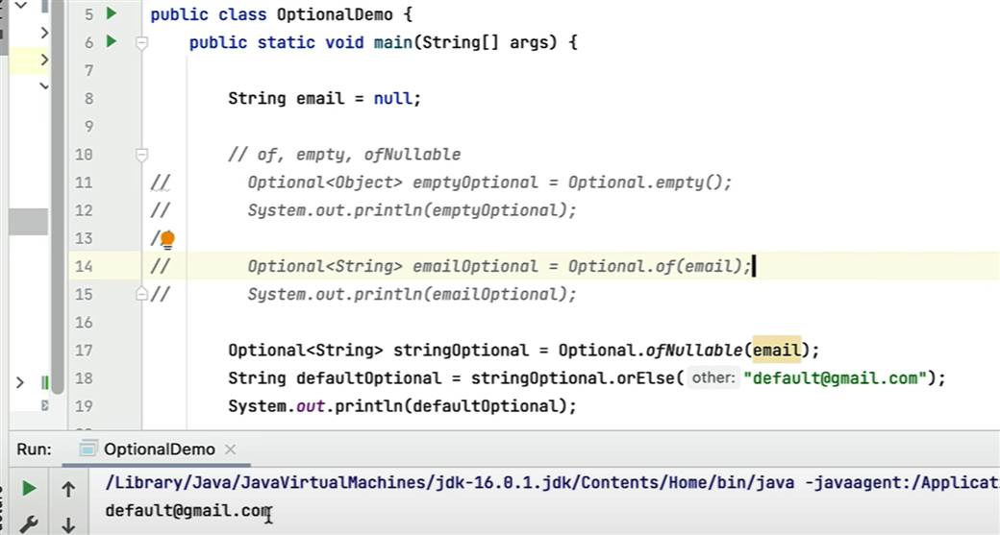 5 public class OptionalDemo {
6 public static void main(String[] args) {
7
8 String email = null;
9
10 // of, empty, ofNullable
11 // Optional<Object> emptyOptional = Optional.empty();
12 // System.out.println(emptyOptional);
13 //
14 // Optional<String> emailOptional = Optional.of(email);
15 // System.out.println(emailOptional);
16
17 Optional<String> stringOptional = Optional.ofNullable(email);
18 String defaultOptional = stringOptional.orElse( other: "default@gmail.com");
19 System.out.println(defaultOptional);
Run: OptionalDemo
/Library/Java/JavaVirtualMachines/jdk-16.0.1.jdk/Contents/Home/bin/java -javaagent:/Applicati
default@gmail.com